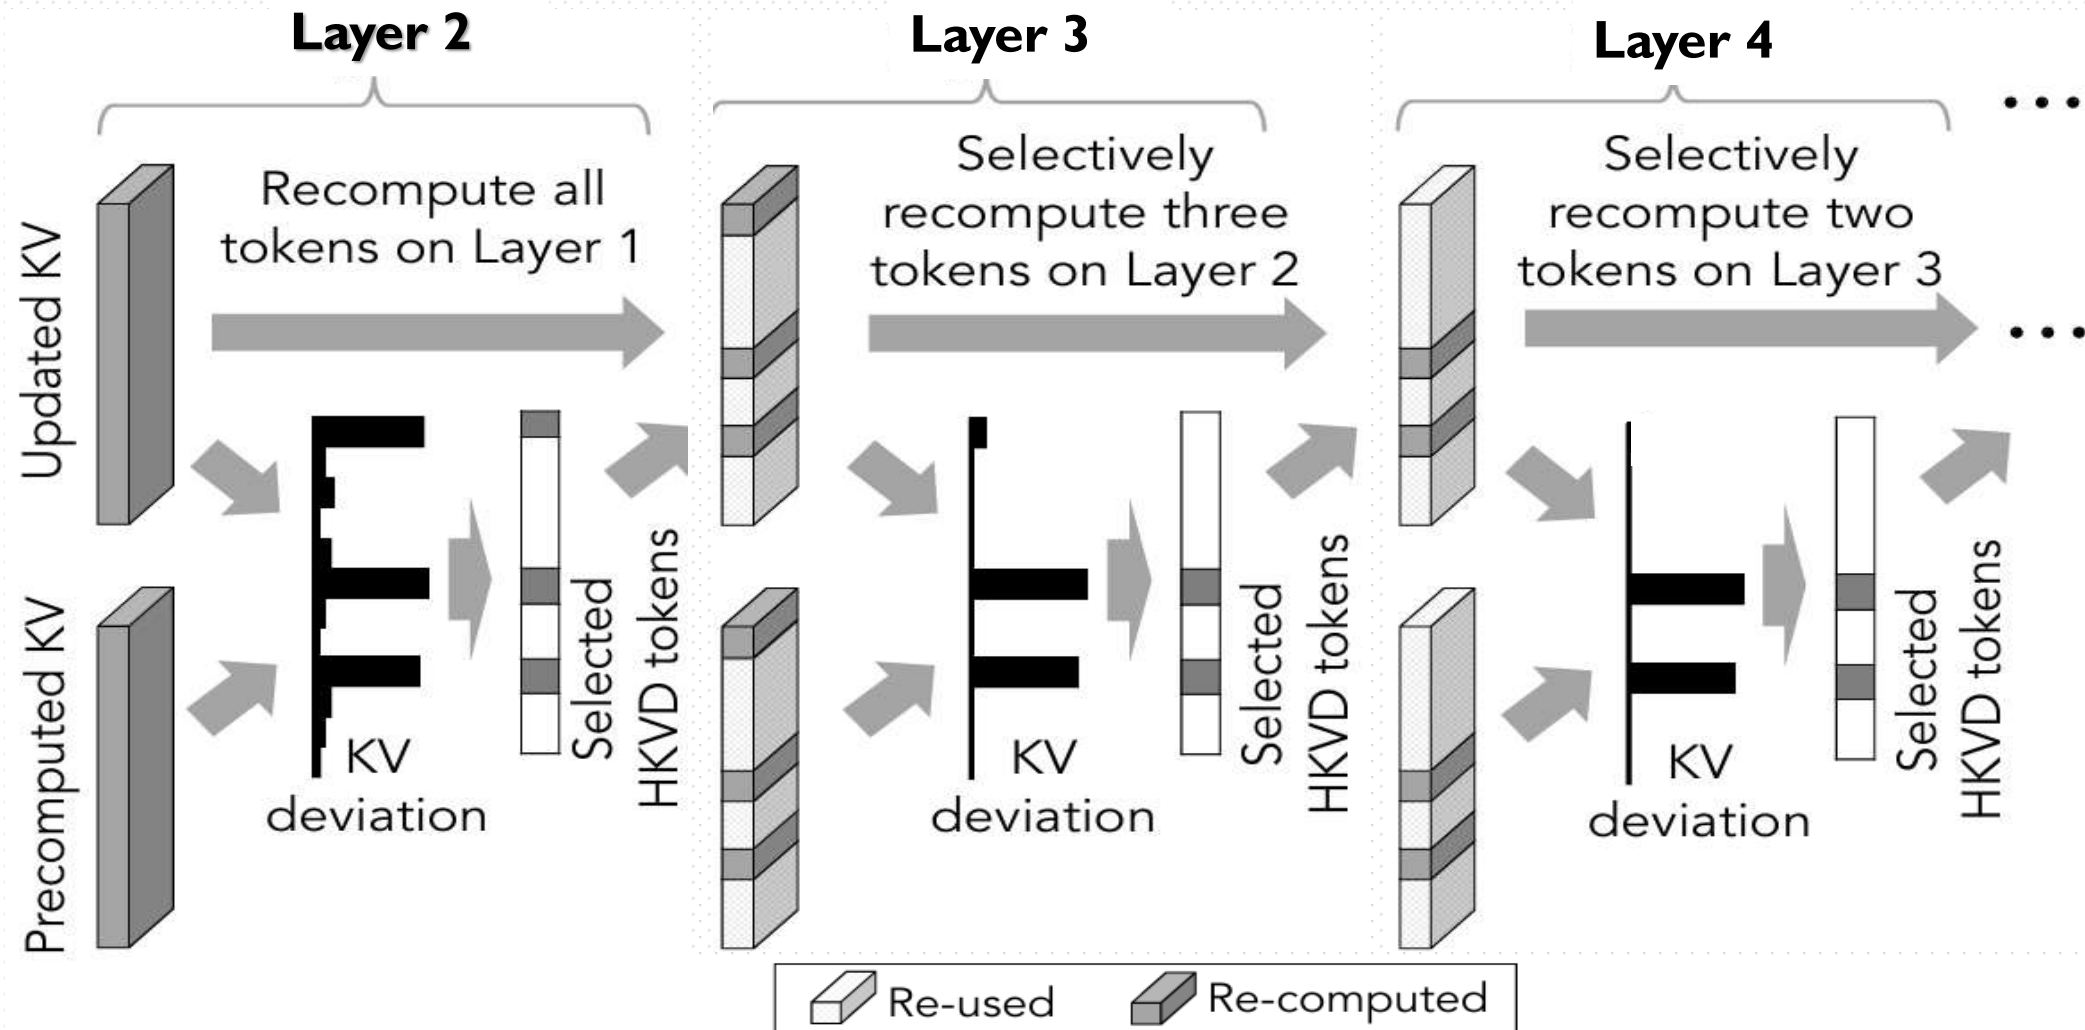 Layer 2
Recompute all
tokens on Layer 1
Updated KV
Precomputed KV
KV
deviation
Selected
HKVD tokens
Layer 3
Selectively
recompute three
tokens on Layer 2
KV
deviation
Selected
HKVD tokens
Layer 4
Selectively
recompute two
tokens on Layer 3
KV
deviation
Selected
HKVD tokens
...
...
Re-used
Re-computed